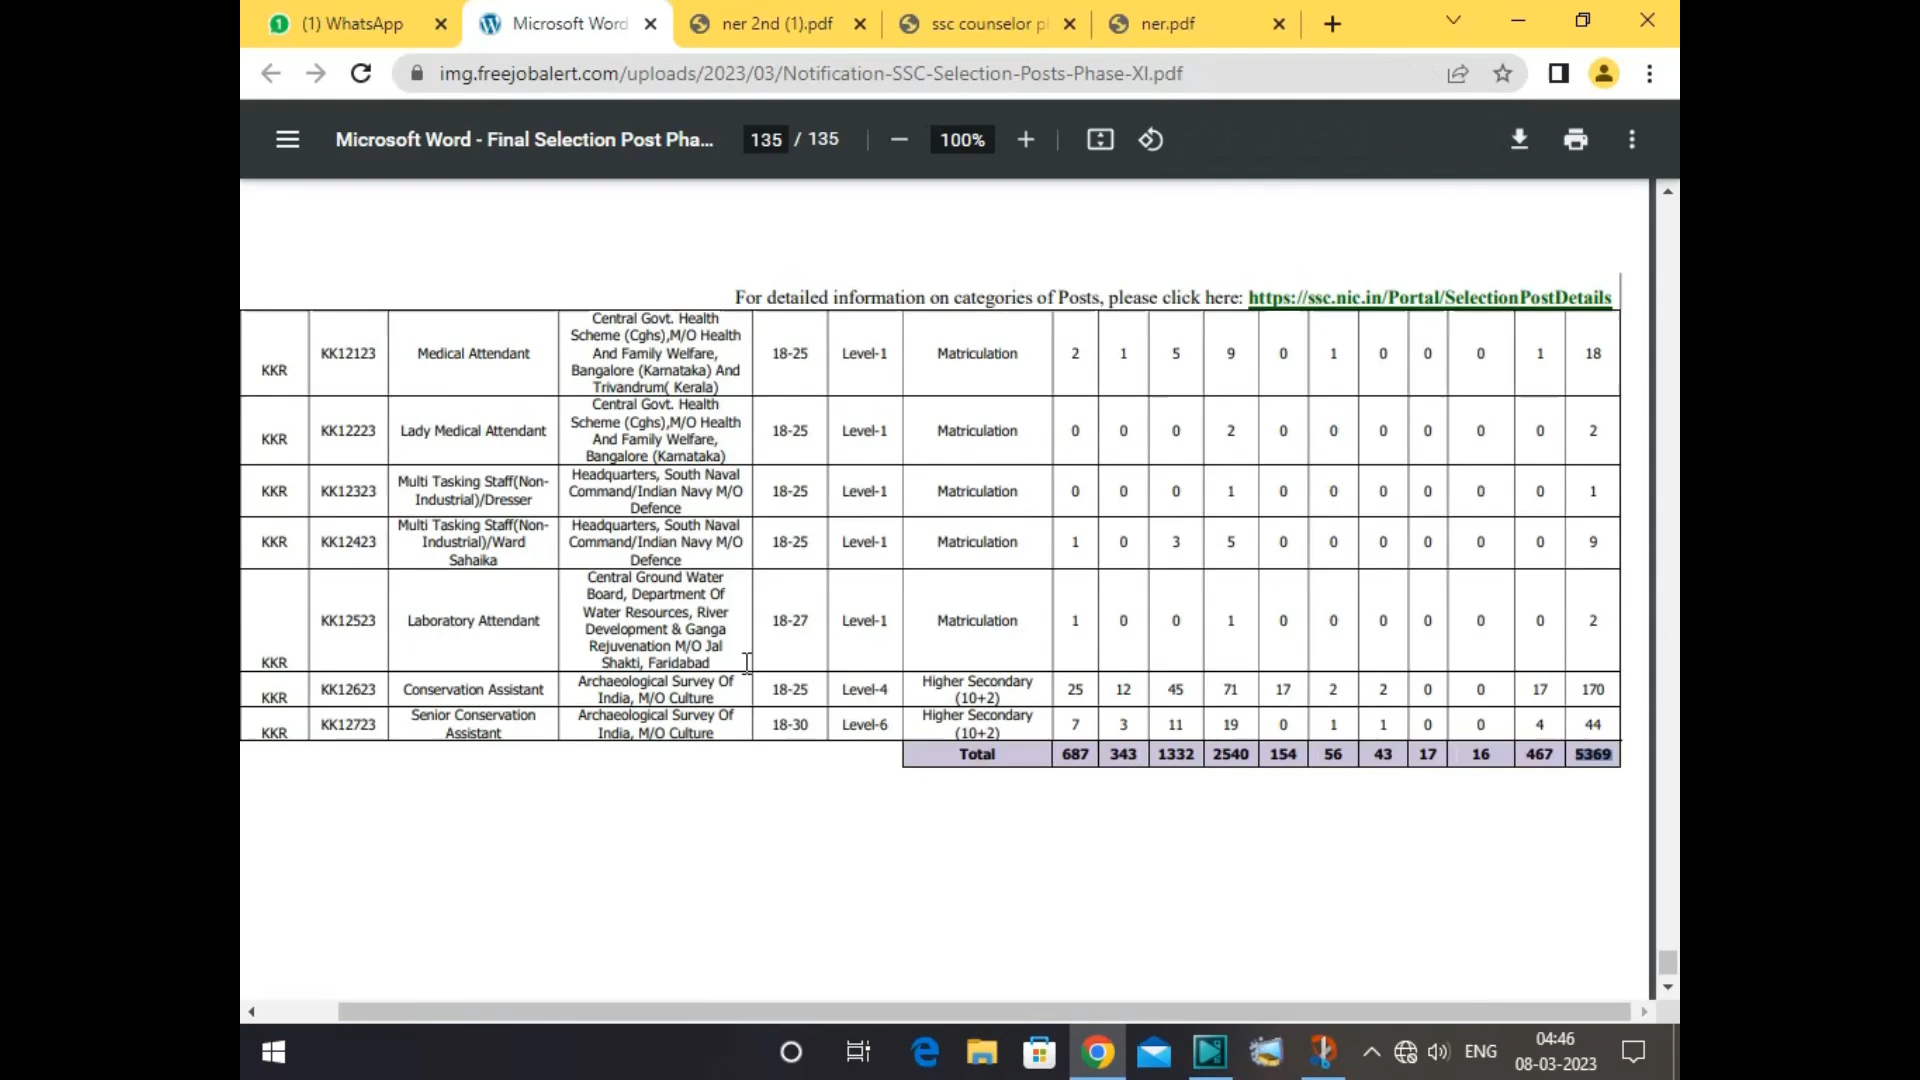 (1) WhatsApp
Microsoft Word
ner 2nd (1).pdf
ssc counselor p
ner.pdf
img.freejobalert.com/uploads/2023/03/Notification-SSC-Selection-Posts-Phase-XI.pdf
Microsoft Word - Final Selection Post Pha... 135 / 135 100%
For detailed information on categories of Posts, please click here: https://ssc.nic.in/Portal/SelectionPostDetails
KKR KK12123 Medical Attendant
Central Govt. Health
Scheme (Cghs),M/O Health
And Family Welfare,
Bangalore (Karnataka) And
Trivandrum( Kerala)
18-25 Level-1 Matriculation 2 1 5 9 0 1 0 0 0 1 18
KKR KK12223 Lady Medical Attendant
Central Govt. Health
Scheme (Cghs),M/O Health
And Family Welfare,
Bangalore (Karnataka)
18-25 Level-1 Matriculation 0 0 0 2 0 0 0 0 0 0 2
KKR KK12323
Multi Tasking Staff(Non-
Industrial)/Dresser
Headquarters, South Naval
Command/Indian Navy M/O
Defence
18-25 Level-1 Matriculation 0 0 0 1 0 0 0 0 0 0 1
KKR KK12423
Multi Tasking Staff(Non-
Industrial)/Ward
Sahaika
Headquarters, South Naval
Command/Indian Navy M/O
Defence
18-25 Level-1 Matriculation 1 0 3 5 0 0 0 0 0 0 9
KKR KK12523 Laboratory Attendant
Central Ground Water
Board, Department Of
Water Resources, River
Development & Ganga
Rejuvenation M/O Jal
Shakti, Faridabad
18-27 Level-1 Matriculation 1 0 0 1 0 0 0 0 0 0 2
KKR KK12623 Conservation Assistant
Archaeological Survey Of
India, M/O Culture
18-25 Level-4
Higher Secondary
(10+2)
25 12 45 71 17 2 2 0 0 17 170
KKR KK12723
Senior Conservation
Assistant
Archaeological Survey Of
India, M/O Culture
18-30 Level-6
Higher Secondary
(10+2)
7 3 11 19 0 1 1 0 0 4 44
Total 687 343 1332 2540 154 56 43 17 16 467 5369
ENG
04:46
08-03-2023